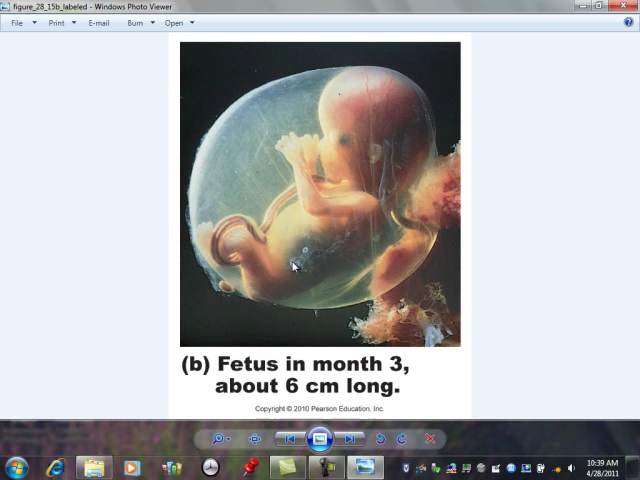 figure_28_15b_labeled - Windows Photo Viewer
File Print E-mail Burn Open
(b) Fetus in month 3,
about 6 cm long.
Copyright © 2010 Pearson Education, Inc.
10:39 AM
4/28/2011